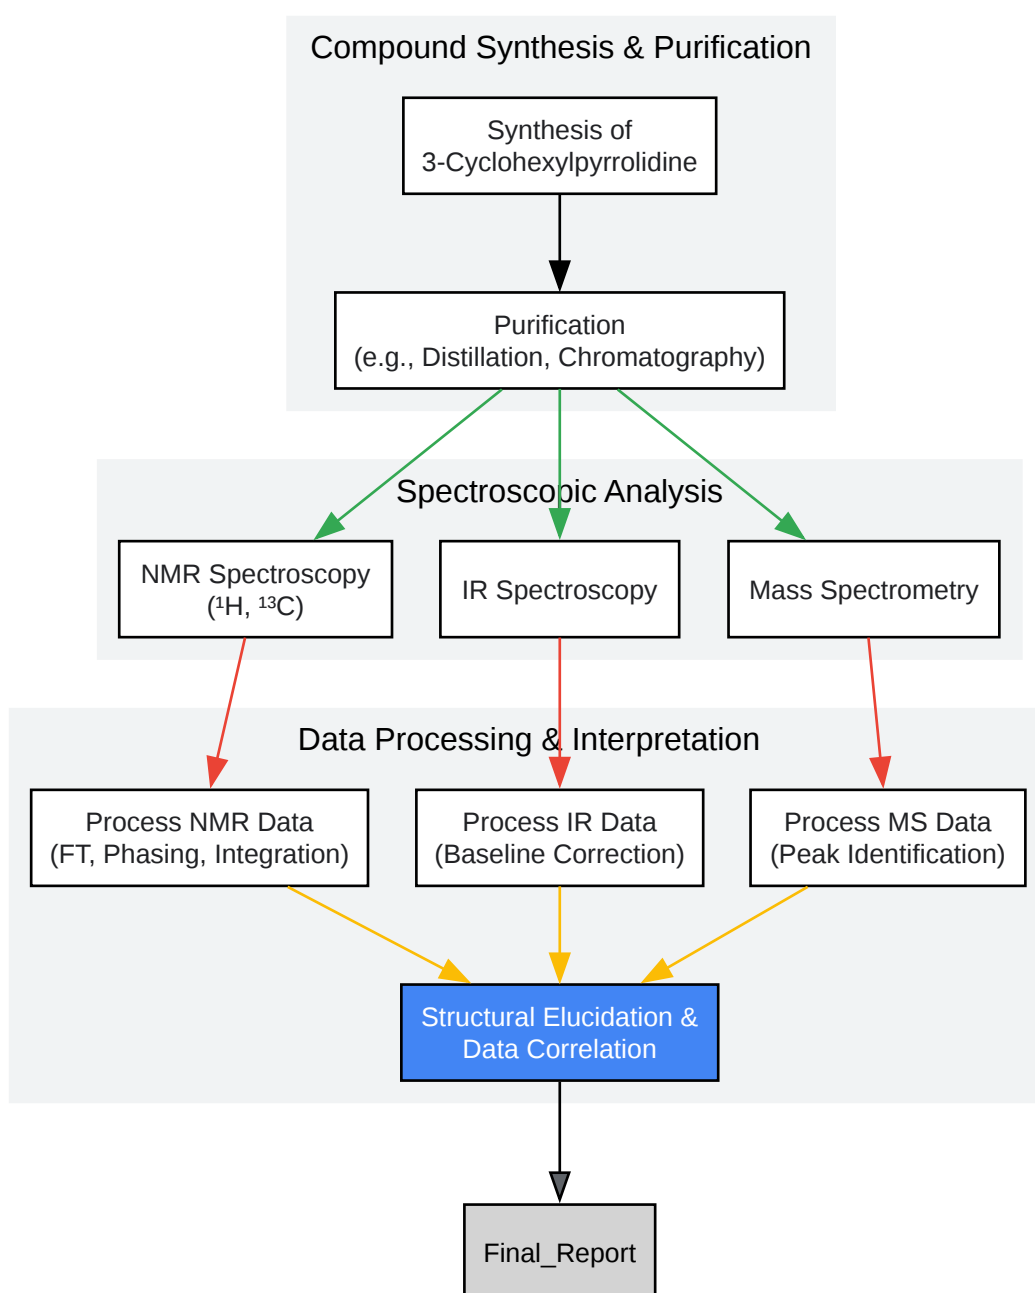 Compound Synthesis & Purification
Synthesis of
3-Cyclohexylpyrrolidine
Purification
(e.g., Distillation, Chromatography)
Spectroscopic Analysis
NMR Spectroscopy
(¹H, ¹³C)
IR Spectroscopy
Mass Spectrometry
Data Processing & Interpretation
Process NMR Data
(FT, Phasing, Integration)
Process IR Data
(Baseline Correction)
Process MS Data
(Peak Identification)
Structural Elucidation &
Data Correlation
Final_Report